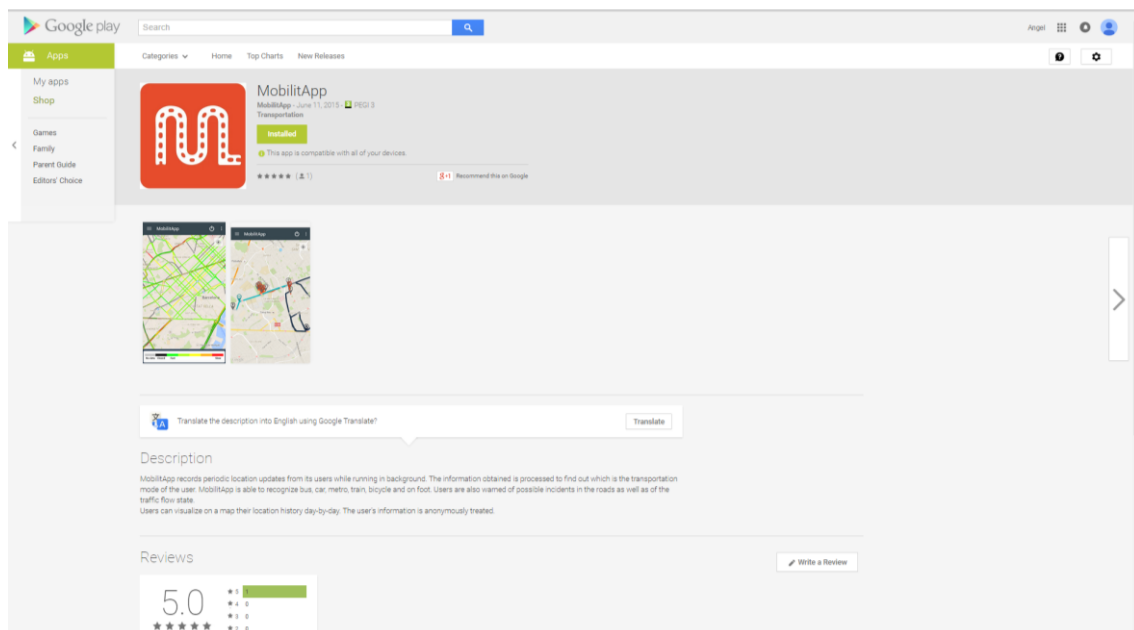 Google play
Search
Angel
Apps
Categories
Home
Top Charts
New Releases
My apps
Shop
Games
Family
Parent Guide
Editors' Choice
MobilitApp
MobilitApp - June 11, 2015 - PEGI 3
Transportation
Installed
This app is compatible with all of your devices.
(1)
g+1 Recommend this on Google
MobilitApp
MobilitApp
Barcelona
Translate the description into English using Google Translate?
Translate
Description
MobilitApp records periodic location updates from its users while running in background. The information obtained is processed to find out which is the transportation
mode of the user. MobilitApp is able to recognize bus, car, metro, train, bicycle and on foot. Users are also warned of possible incidents in the roads as well as of the
traffic flow state.
Users can visualize on a map their location history day-by-day. The user's information is anonymously treated.
Reviews
Write a Review
5.0
5 1
4 0
3 0
2 0